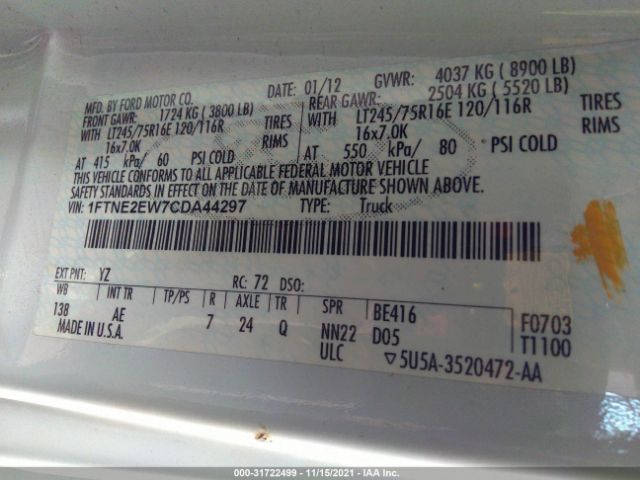 MFD. BY FORD MOTOR CO.
DATE: 01/12 GVWR: 4037 KG ( 8900 LB)
FRONT GAWR: 1724 KG ( 3800 LB) REAR GAWR: 2504 KG ( 5520 LB)
WITH LT245/75R16E 120/116R TIRES WITH LT245/75R16E 120/116R TIRES
16x7.0K RIMS 16x7.0K RIMS
AT 415 kPa/ 60 PSI COLD AT 550 kPa/ 80 PSI COLD
THIS VEHICLE CONFORMS TO ALL APPLICABLE FEDERAL MOTOR VEHICLE
SAFETY STANDARDS IN EFFECT ON THE DATE OF MANUFACTURE SHOWN ABOVE.
VIN: 1FTNE2EW7CDA44297 TYPE: Truck
EXT PNT: YZ RC: 72 DSO:
WB INT TR TP/PS R AXLE TR SPR BE416 F0703
138 AE 7 24 Q NN22 D05 T1100
MADE IN U.S.A. ULC ▽5U5A-3520472-AA
000-31722499 - 11/15/2021 - IAA Inc.